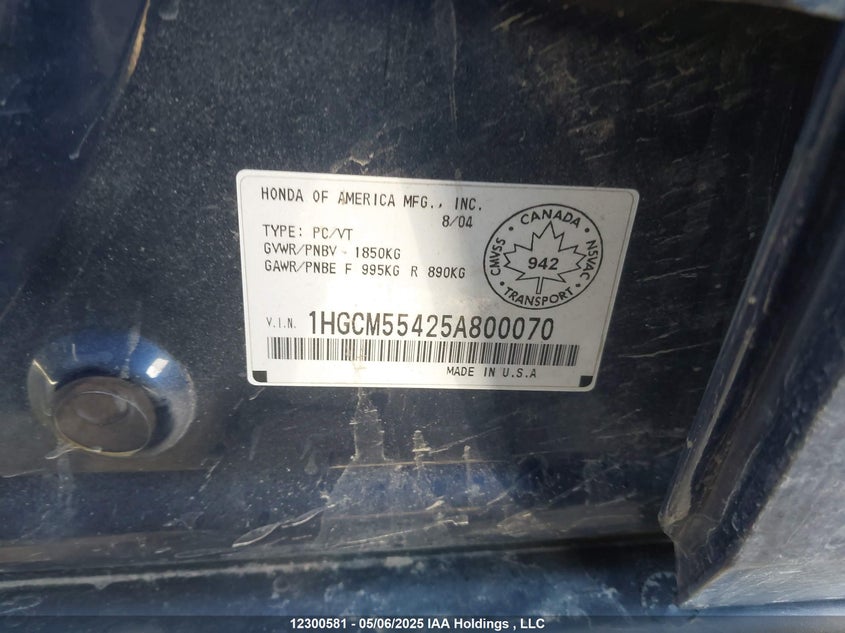 HONDA OF AMERICA MFG., INC.
8/04
TYPE: PC/VT
GVWR/PNBV - 1850KG
GAWR/PNBE F 995KG R 890KG
CANADA
CMVSS
942
NSVAC
TRANSPORT
V.I.N. 1HGCM55425A800070
MADE IN U.S.A
12300581 - 05/06/2025 IAA Holdings , LLC